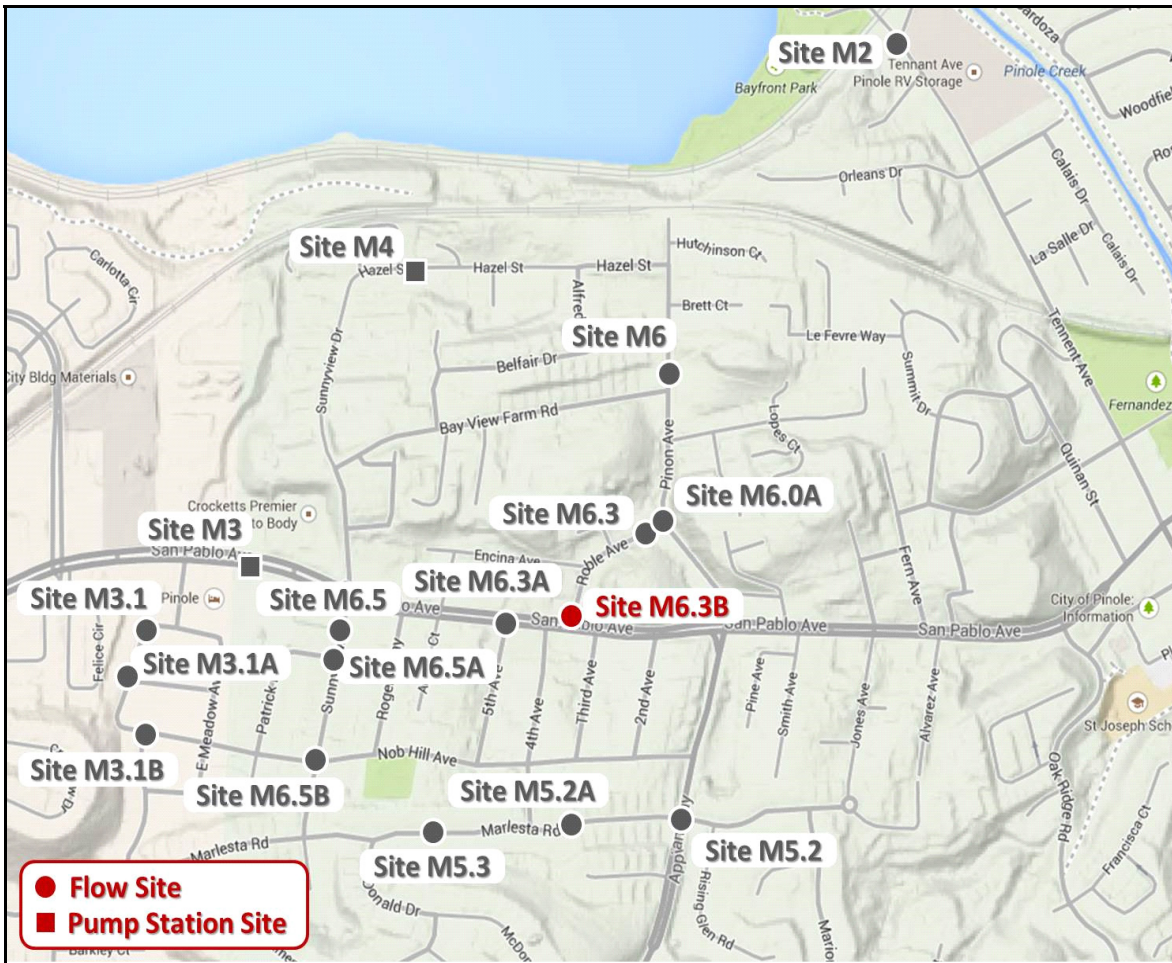 Site M2
Tennant Ave
Pinole RV Storage
Bayfront Park
Pinole Creek
Woodfie
Orleans Dr
Calais Dr
La Salle Dr
Calais Dr
Carlotta Cir
Site M4
Hazel S
Hazel St
Hazel St
Hutchinson Ct
Alfred
Brett Ct
Site M6
Le Fevre Way
Tennent Ave
City Bldg Materials
Sunnyview Dr
Belfair Dr
Summit Dr
Fernandez
Bay View Farm Rd
Lopes Ct
Pinon Ave
Quinan St
Crocketts Premier
to Body
Site M6.0A
Site M6.3
Site M3
San Pablo Av
Encina Ave
Roble Ave
Fern Ave
Site M6.3A
Site M3.1
Pinole
Site M6.5
o Ave
San Pablo Ave
Site M6.3B
San Pablo Ave
San Pablo Ave
City of Pinole:
Information
Felice Cir
Site M3.1A
Site M6.5A
E Meadow Ave
Patrick
Sunny
Roge
Ct
5th Ave
4th Ave
Third Ave
2nd Ave
Pine Ave
Smith Ave
Jones Ave
Alvarez Ave
St Joseph Sch
Site M3.1B
Nob Hill Ave
Site M6.5B
Site M5.2A
Oak Ridge Rd
Marlesta Rd
Marlesta Rd
Site M5.3
Site M5.2
Appian
Francisca Ct
Flow Site
Pump Station Site
Donald Dr
McDo
Rising Glen Rd
Mario
Barkley Ct